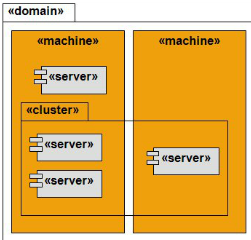 «domain»
«machine» «machine»
«server»
«cluster»
«server»
«server»
«server»